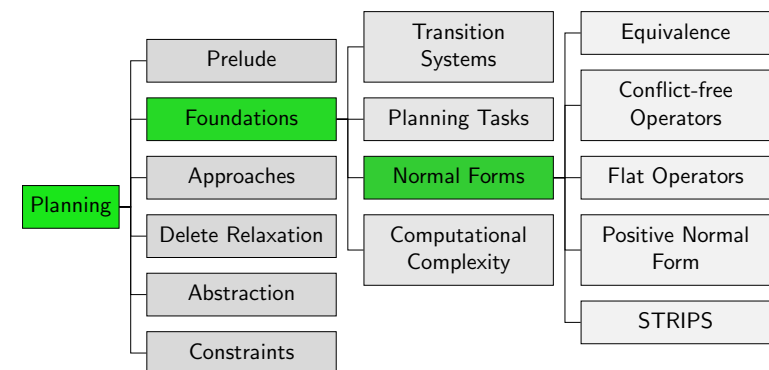 Planning
Prelude
Foundations
Approaches
Delete Relaxation
Abstraction
Constraints
Transition
Systems
Planning Tasks
Normal Forms
Computational
Complexity
Equivalence
Conflict-free
Operators
Flat Operators
Positive Normal
Form
STRIPS